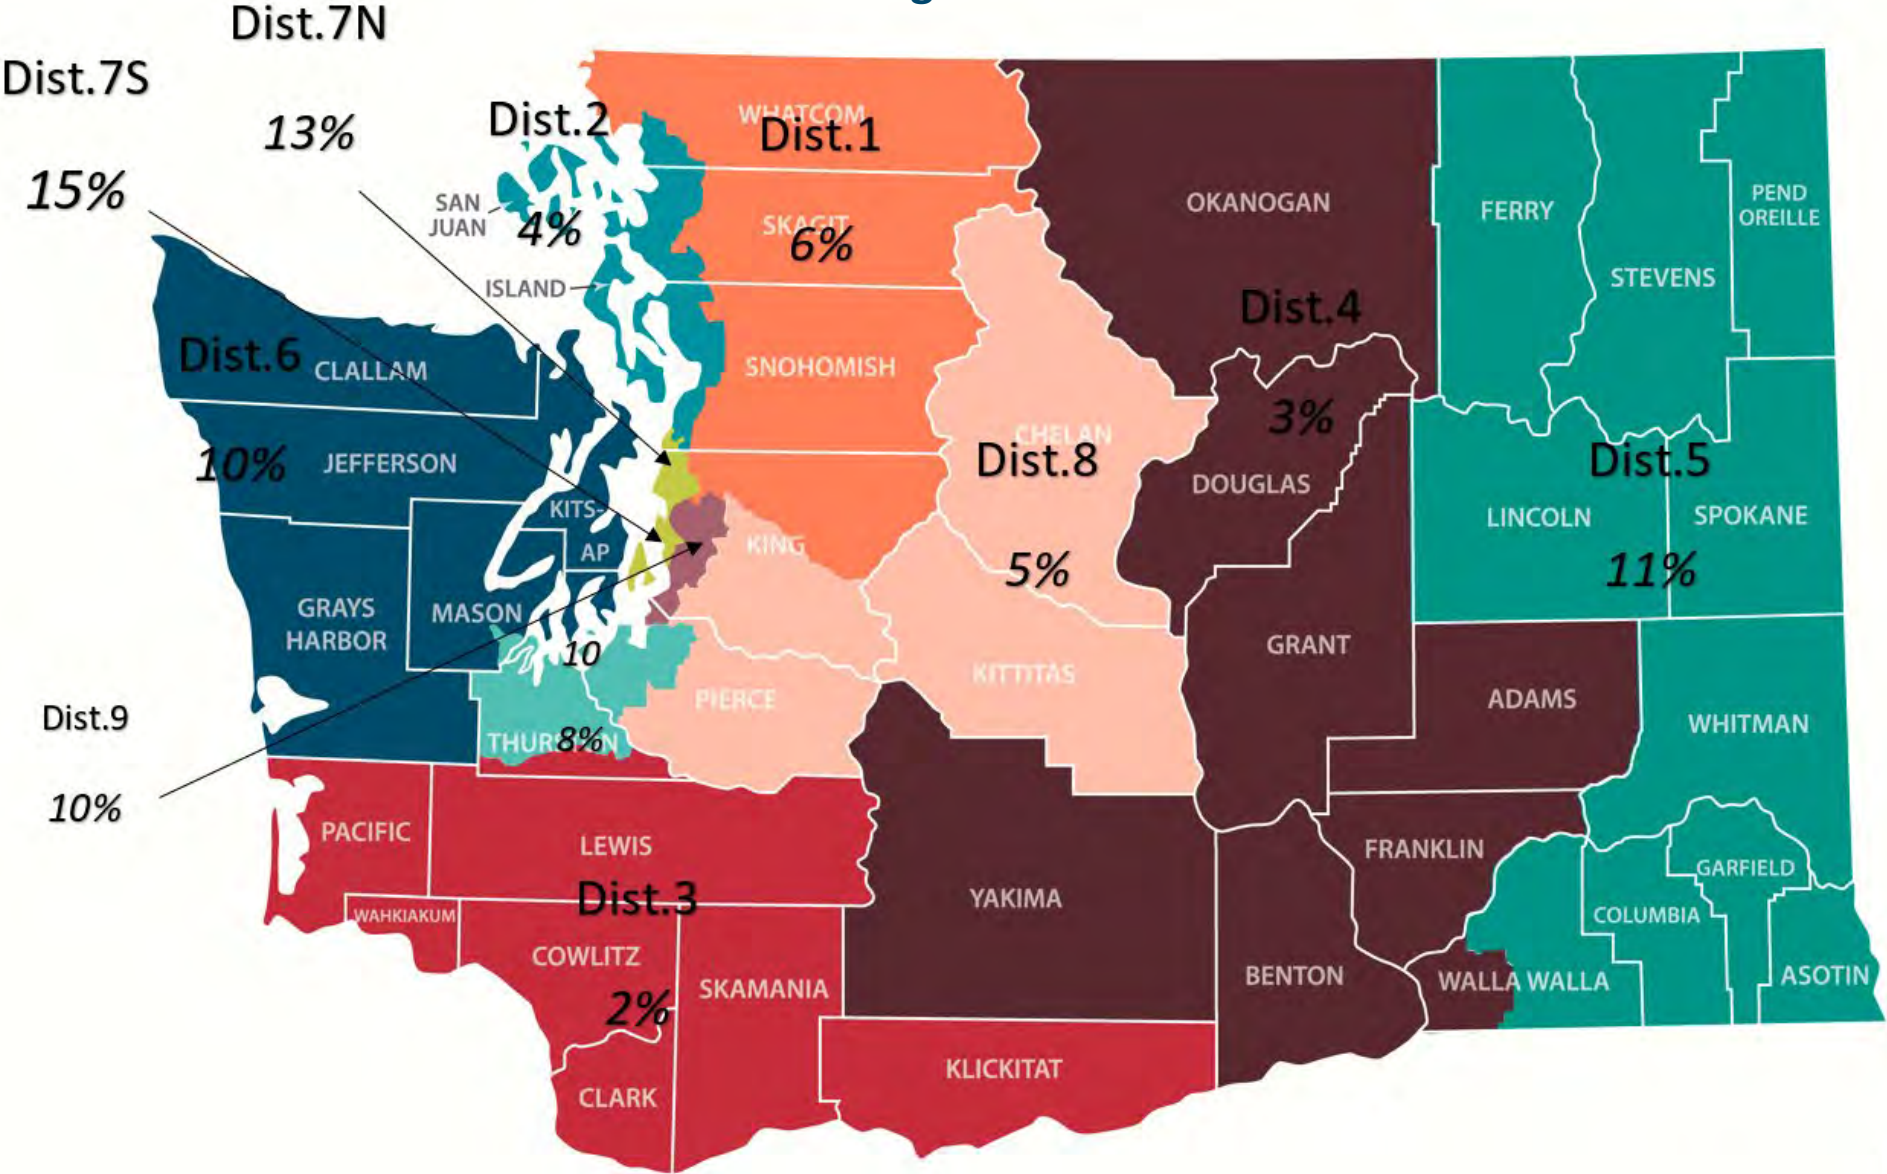 Dist.7N
Dist.7S
13%
15%
Dist.2
WHATCOM
Dist.1
SAN
JUAN
4%
SKAGIT
6%
OKANOGAN
FERRY
PEND
OREILLE
STEVENS
ISLAND
Dist.4
Dist.6
CLALLAM
SNOHOMISH
3%
CHELAN
Dist.8
Dist.5
10%
JEFFERSON
DOUGLAS
LINCOLN
SPOKANE
KITS-
AP
KING
5%
11%
GRAYS
HARBOR
MASON
10
GRANT
KITTITAS
PIERCE
ADAMS
Dist.9
THURSTON
8%
WHITMAN
10%
PACIFIC
LEWIS
FRANKLIN
GARFIELD
YAKIMA
Dist.3
WAHKIAKUM
COLUMBIA
COWLITZ
SKAMANIA
BENTON
WALLA WALLA
ASOTIN
2%
KLICKITAT
CLARK